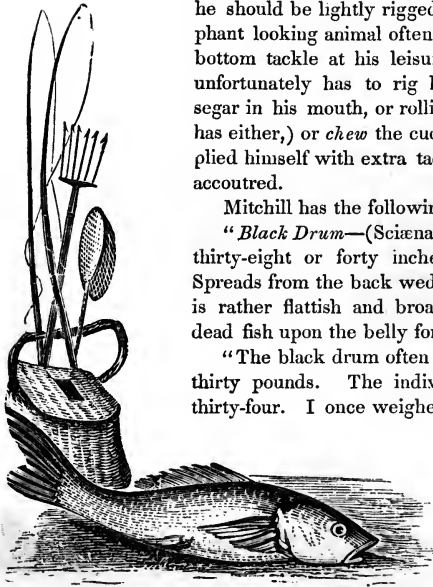 he should be lightly rigged
phant looking animal often
bottom tackle at his leisu
unfortunately has to rig
segar in his mouth, or rolli
has either,) or chew the cu
plied himself with extra ta
accoutred.
Mitchill has the followin
“Black Drum—(Sciæna
thirty-eight or forty inche
Spreads from the back wed
is rather flattish and broa
dead fish upon the belly fo
“The black drum often
thirty pounds. The indiv
thirty-four. I once weighe